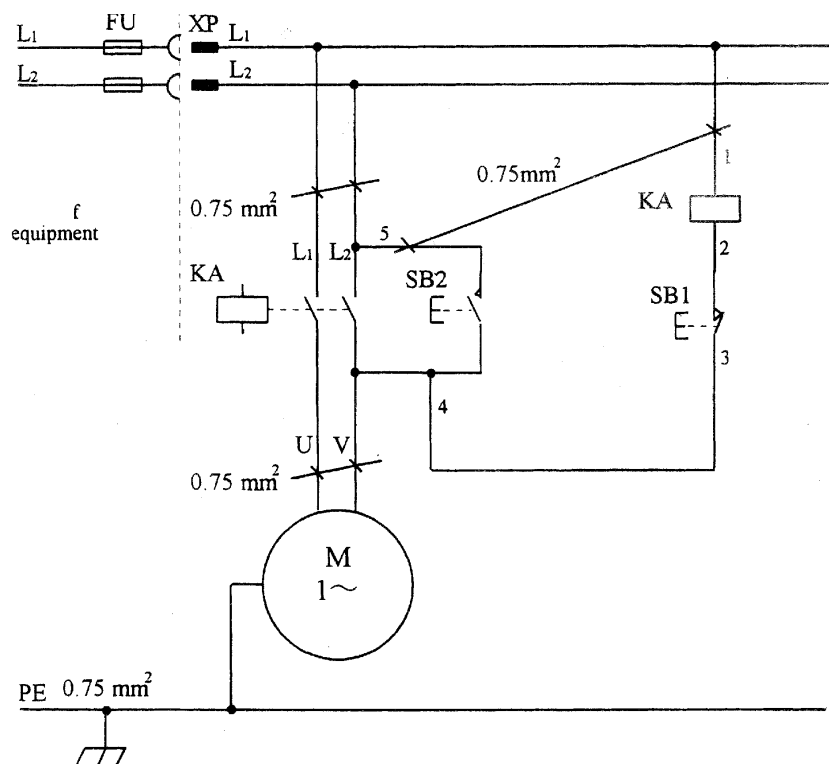 FU XP
L1 L1
L2 L2
0.75mm²
1
0.75 mm²
KA
f
equipment
5
2
L1 L2
KA
SB2
SB1
3
4
U V
0.75 mm²
M
1~
PE 0.75 mm²